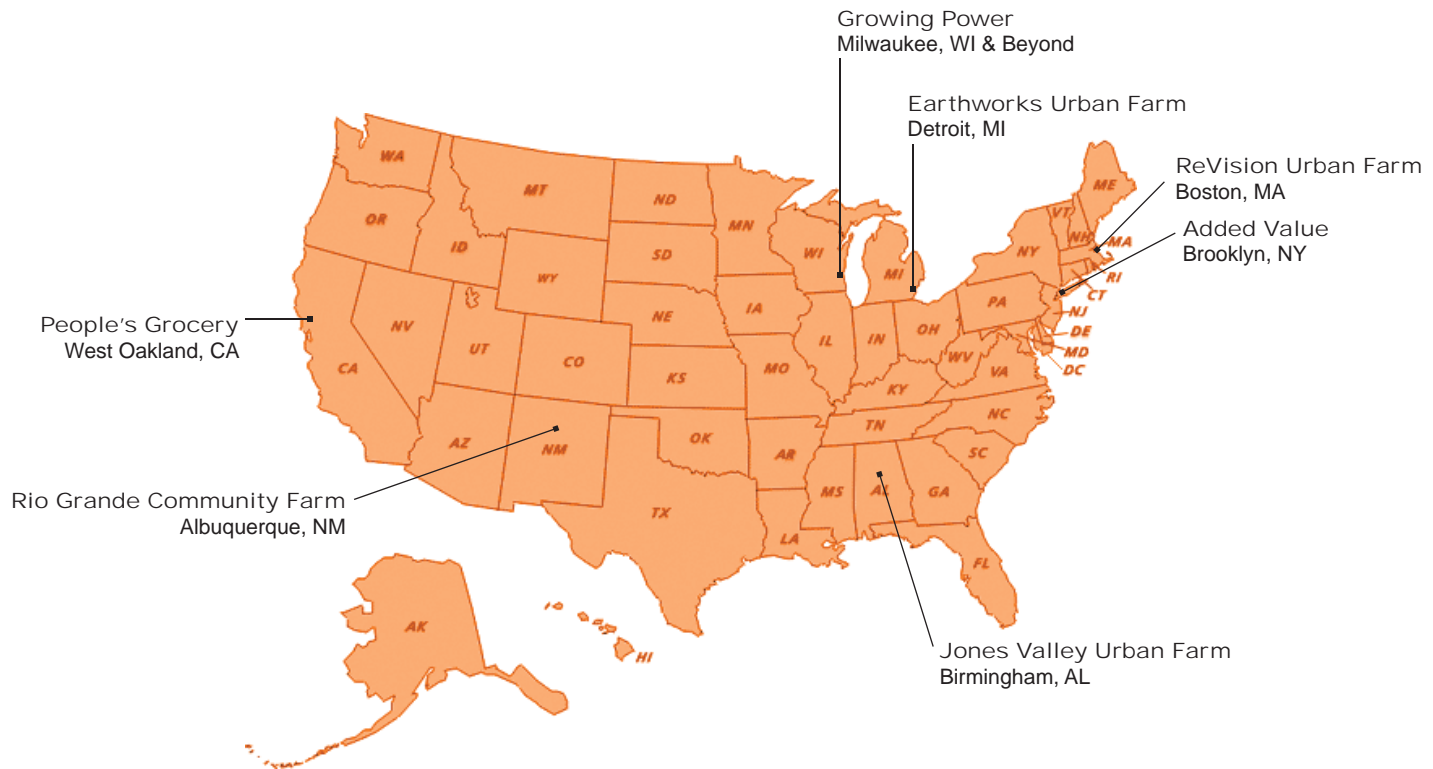 Growing Power
Milwaukee, WI & Beyond
Earthworks Urban Farm
Detroit, MI
ReVision Urban Farm
Boston, MA
Added Value
Brooklyn, NY
People's Grocery
West Oakland, CA
Rio Grande Community Farm
Albuquerque, NM
Jones Valley Urban Farm
Birmingham, AL
WA
MT
ND
MN
ME
OR
ID
SD
WI
MI
VT
NH
NY
MA
RI
CT
WY
IA
PA
NJ
NE
NV
UT
CO
IL
IN
OH
DE
MD
DC
CA
KS
MO
WV
VA
KY
NC
TN
AZ
NM
OK
AR
SC
MS
AL
GA
TX
LA
FL
AK
HI